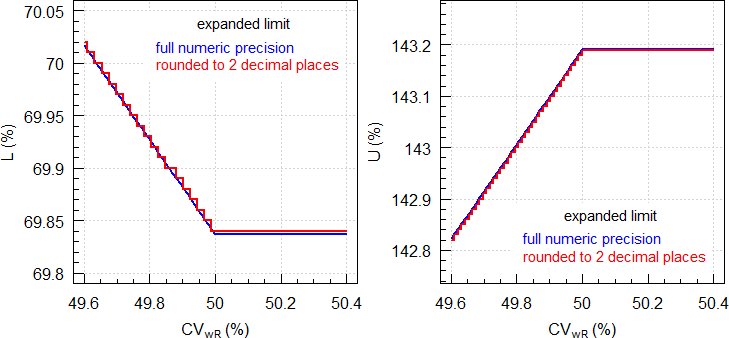 expanded limit
full numeric precision
rounded to 2 decimal places
70.05
70
69.95
69.9
69.85
69.8
L (%)
49.6 49.8 50 50.2 50.4
CVwR (%)
143.2
143.1
143
142.9
142.8
U (%)
expanded limit
full numeric precision
rounded to 2 decimal places
49.6 49.8 50 50.2 50.4
CVwR (%)